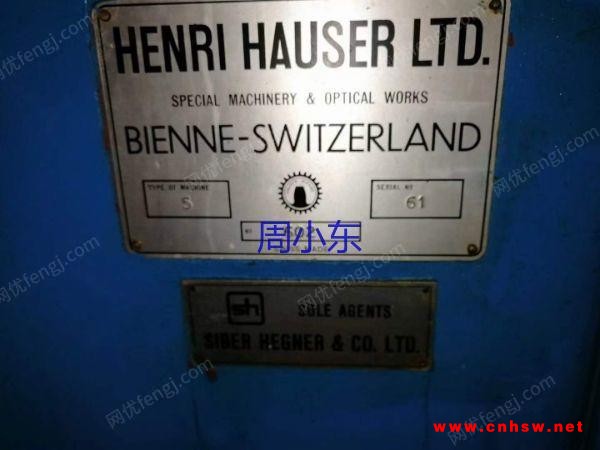 HENRI HAUSER LTD.
SPECIAL MACHINERY & OPTICAL WORKS
BIENNE-SWITZERLAND
TYPE OF MACHINE
5
SERIAL NO
61
NO
周小东
sh
SOLE AGENTS
SIBER HEGNER & CO. LTD.
www.cnhsw.net
网优fengj.com